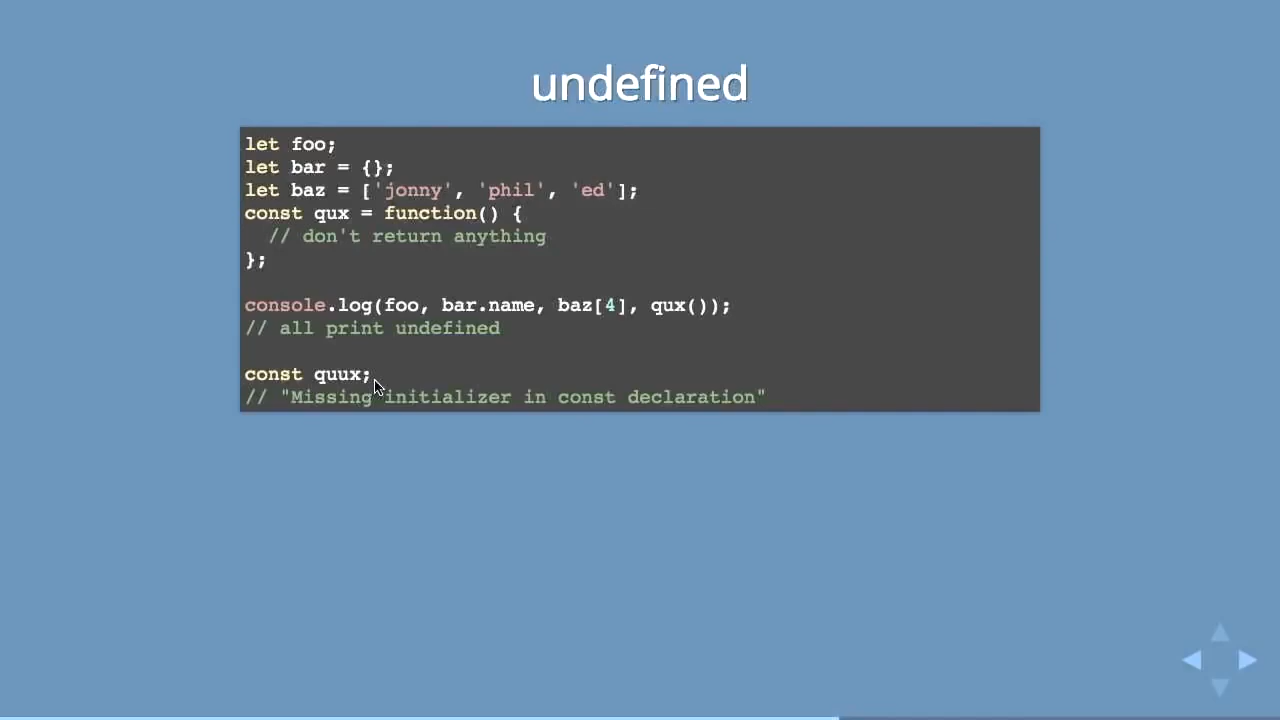 undefined
let foo;
let bar = {};
let baz = ['jonny', 'phil', 'ed'];
const qux = function() {
  // don't return anything
};
console.log(foo, bar.name, baz[4], qux());
// all print undefined
const quux;
// "Missing initializer in const declaration"